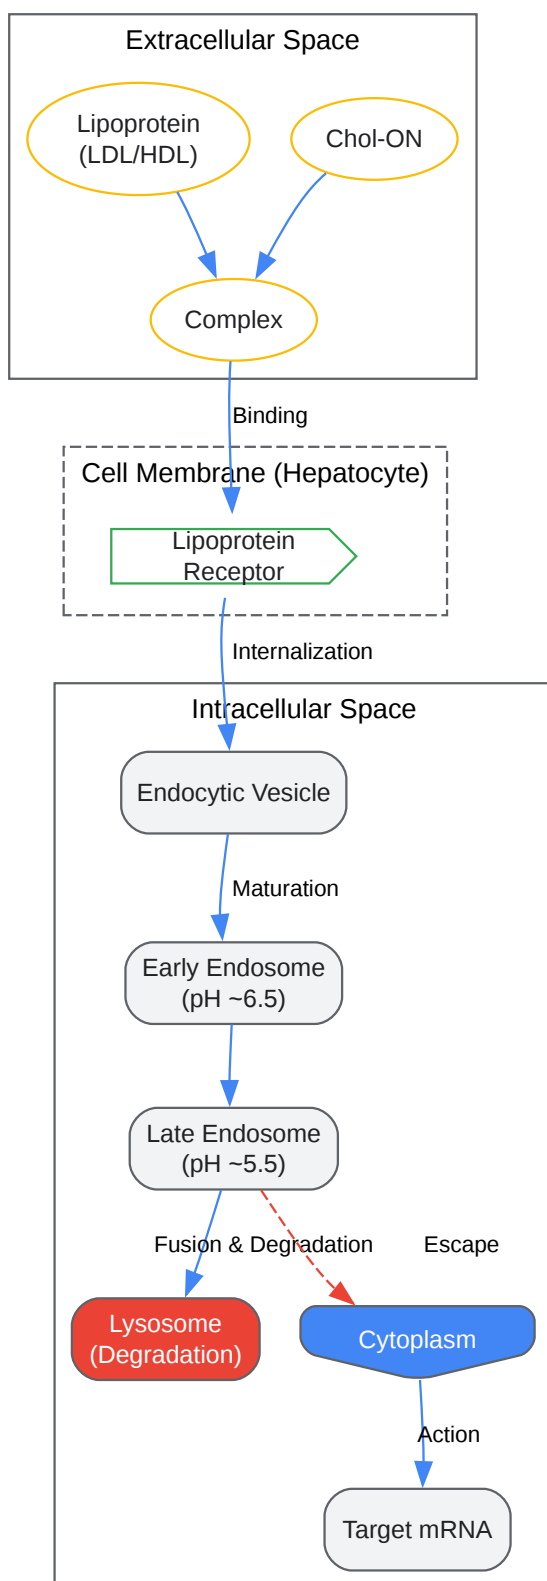 Extracellular Space
Lipoprotein
(LDL/HDL)
Chol-ON
Complex
Binding
Cell Membrane (Hepatocyte)
Lipoprotein
Receptor
Internalization
Intracellular Space
Endocytic Vesicle
Maturation
Early Endosome
(pH ~6.5)
Late Endosome
(pH ~5.5)
Fusion & Degradation
Escape
Lysosome
(Degradation)
Cytoplasm
Action
Target mRNA